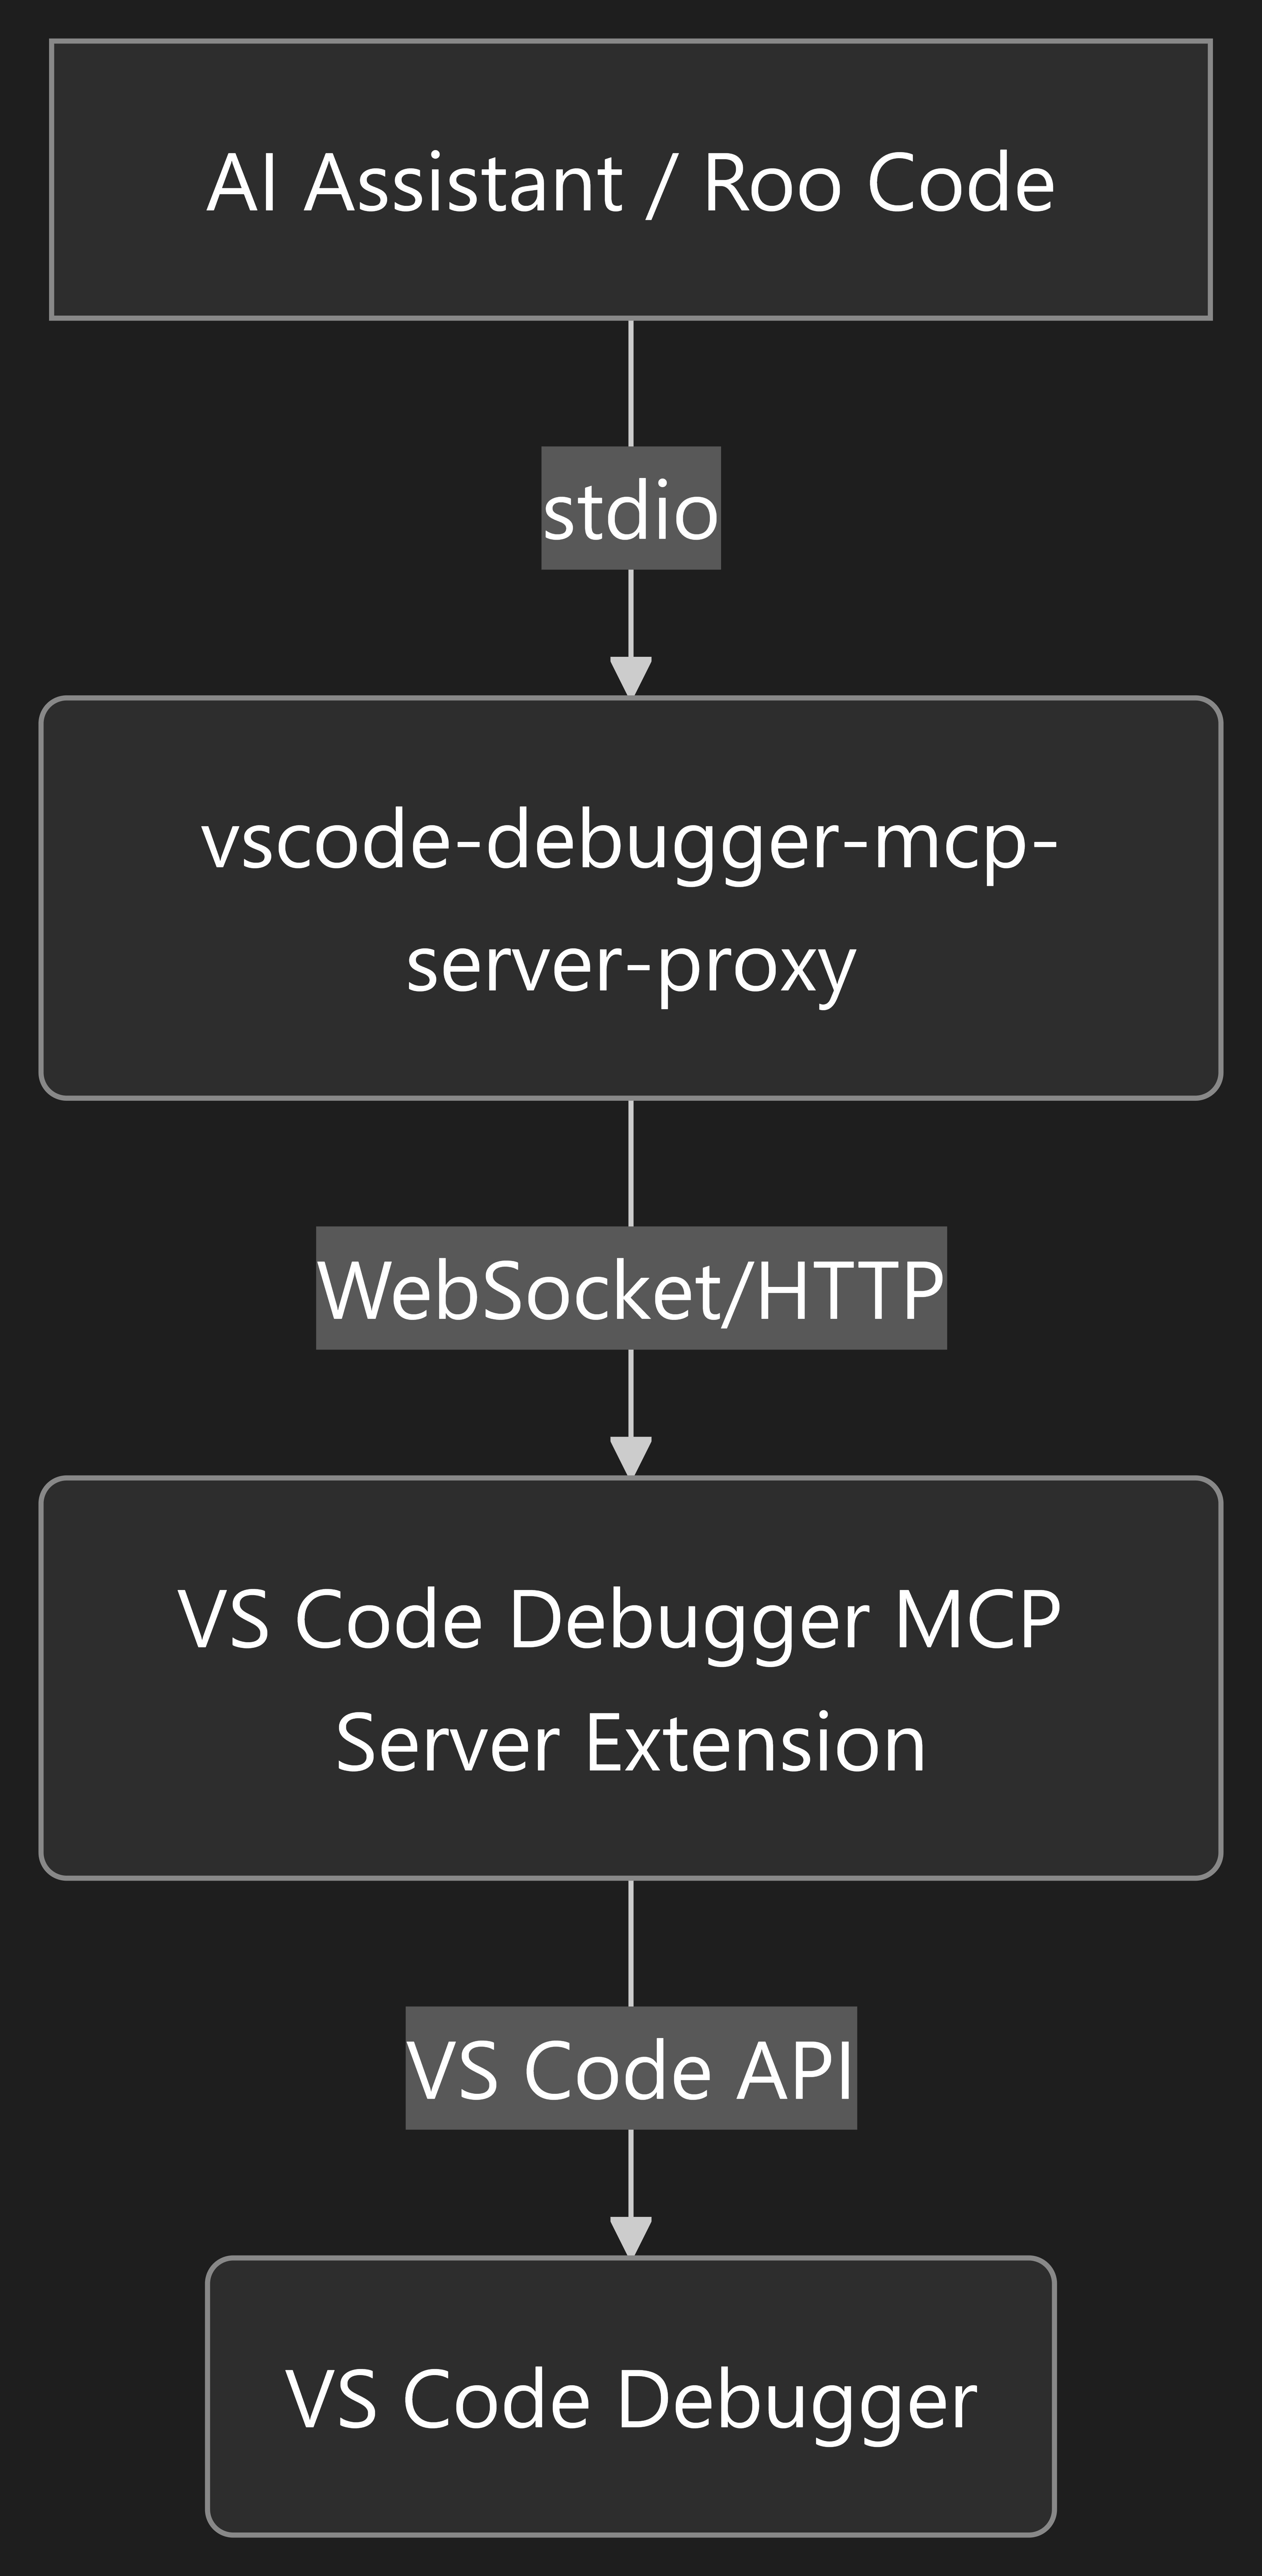 AI Assistant / Roo Code
stdio
vscode-debugger-mcp-
server-proxy
WebSocket/HTTP
VS Code Debugger MCP
Server Extension
VS Code API
VS Code Debugger